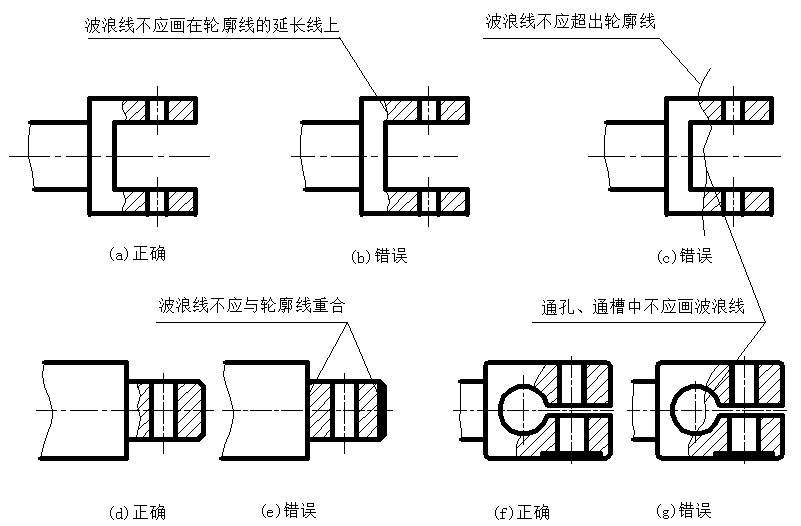 波浪线不应画在轮廓线的延长线上
波浪线不应超出轮廓线
(a)正确
(b)错误
(c)错误
波浪线不应与轮廓线重合
通孔、通槽中不应画波浪线
(d)正确
(e)错误
(f)正确
(g)错误